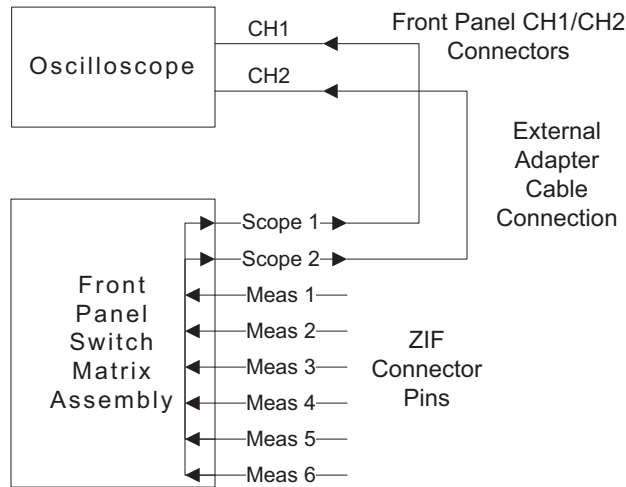 Oscilloscope
CH1
CH2
Front Panel CH1/CH2
Connectors
External
Adapter
Cable
Connection
Front
Panel
Switch
Matrix
Assembly
Scope 1
Scope 2
Meas 1
Meas 2
Meas 3
Meas 4
Meas 5
Meas 6
ZIF
Connector
Pins